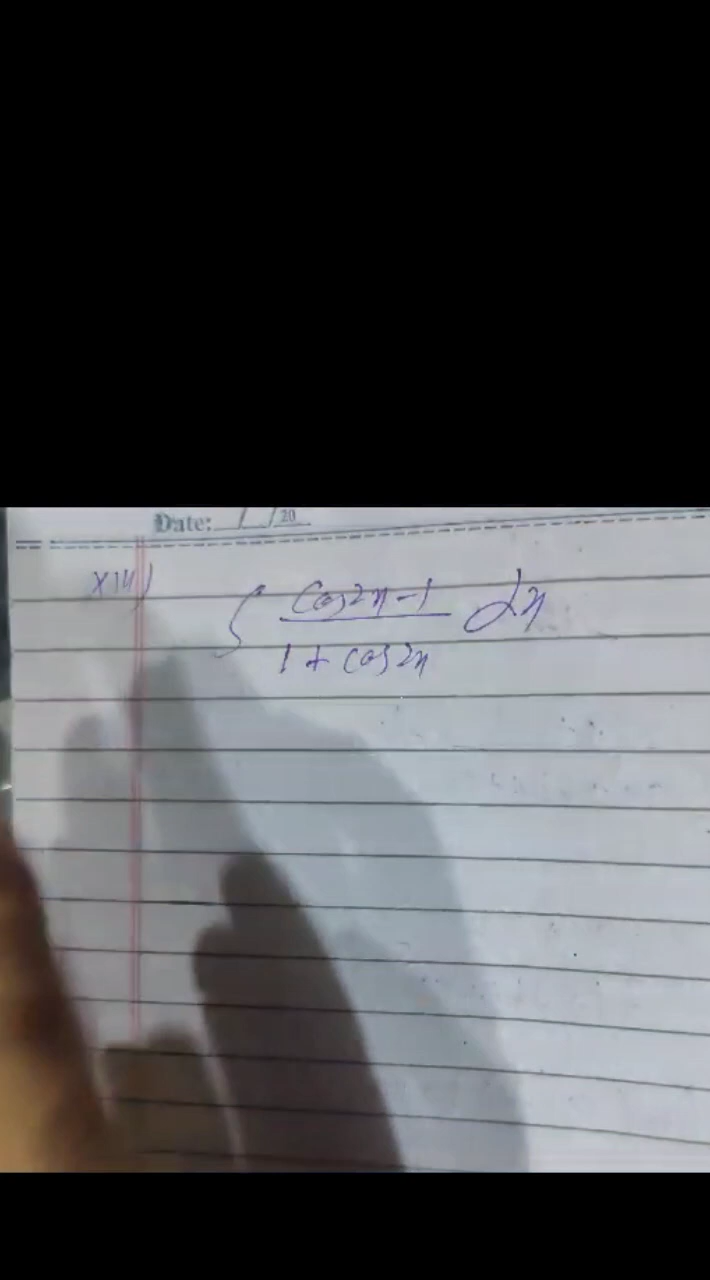 Date: / /20
xiv)
∫ (cos2x-1)/(1 + cos2x) dx